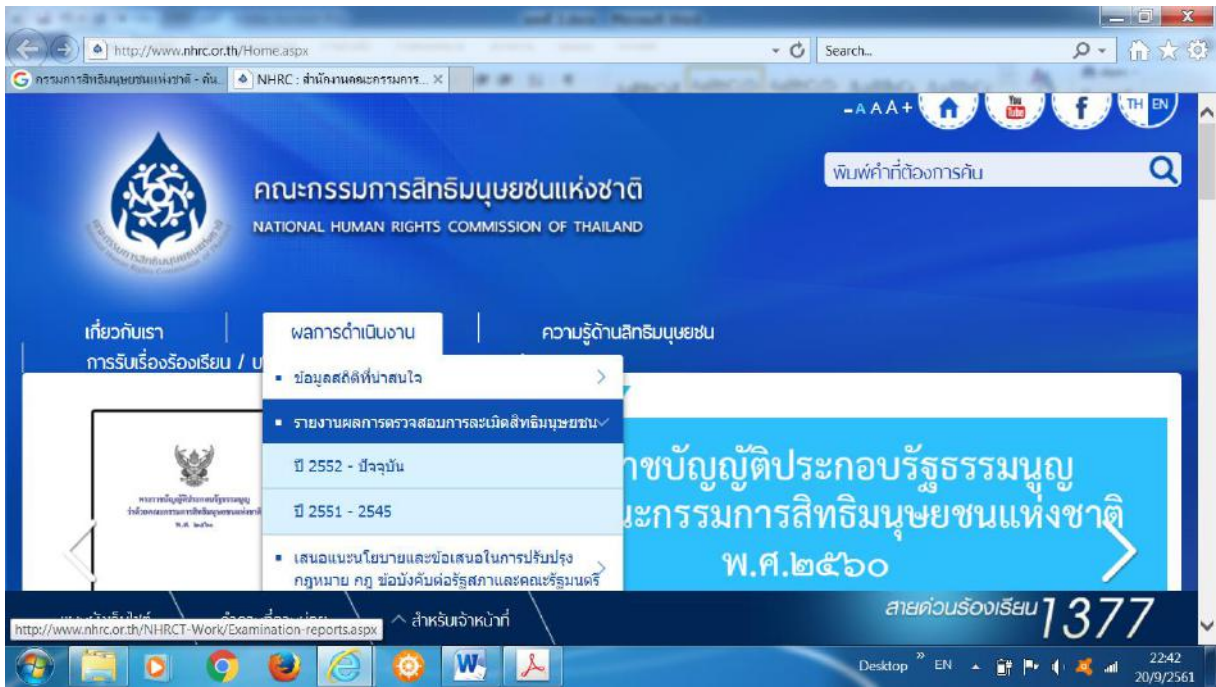 http://www.nhrc.or.th/Home.aspx
Search...
กรรมการสิทธิมนุษยชนแห่งชาติ - ค้น...
NHRC : สำนักงานคณะกรรมการ...
- A A A +
You Tube
f
TH EN
พิมพ์คำที่ต้องการค้น
คณะกรรมการสิทธิมนุษยชนแห่งชาติ
NATIONAL HUMAN RIGHTS COMMISSION OF THAILAND
เกี่ยวกับเรา
ผลการดำเนินงาน
ความรู้ด้านสิทธิมนุษยชน
การรับเรื่องร้องเรียน / บ
ข้อมูลสถิติที่น่าสนใจ
รายงานผลการตรวจสอบการละเมิดสิทธิมนุษยชน
ปี 2552 - ปัจจุบัน
ปี 2551 - 2545
เสนอแนะนโยบายและข้อเสนอในการปรับปรุง
กฎหมาย กฎ ข้อบังคับต่อรัฐสภาและคณะรัฐมนตรี
พ.ศ. ๒๕๖๐
าชบัญญัติประกอบรัฐธรรมนูญ
ะกรรมการสิทธิมนุษยชนแห่งชาติ
พ.ศ.๒๕๖๐
สำหรับเจ้าหน้าที่
สายด่วนร้องเรียน 1377
http://www.nhrc.or.th/NHRCT-Work/Examination-reports.aspx
Desktop
EN
22:42
20/9/2561